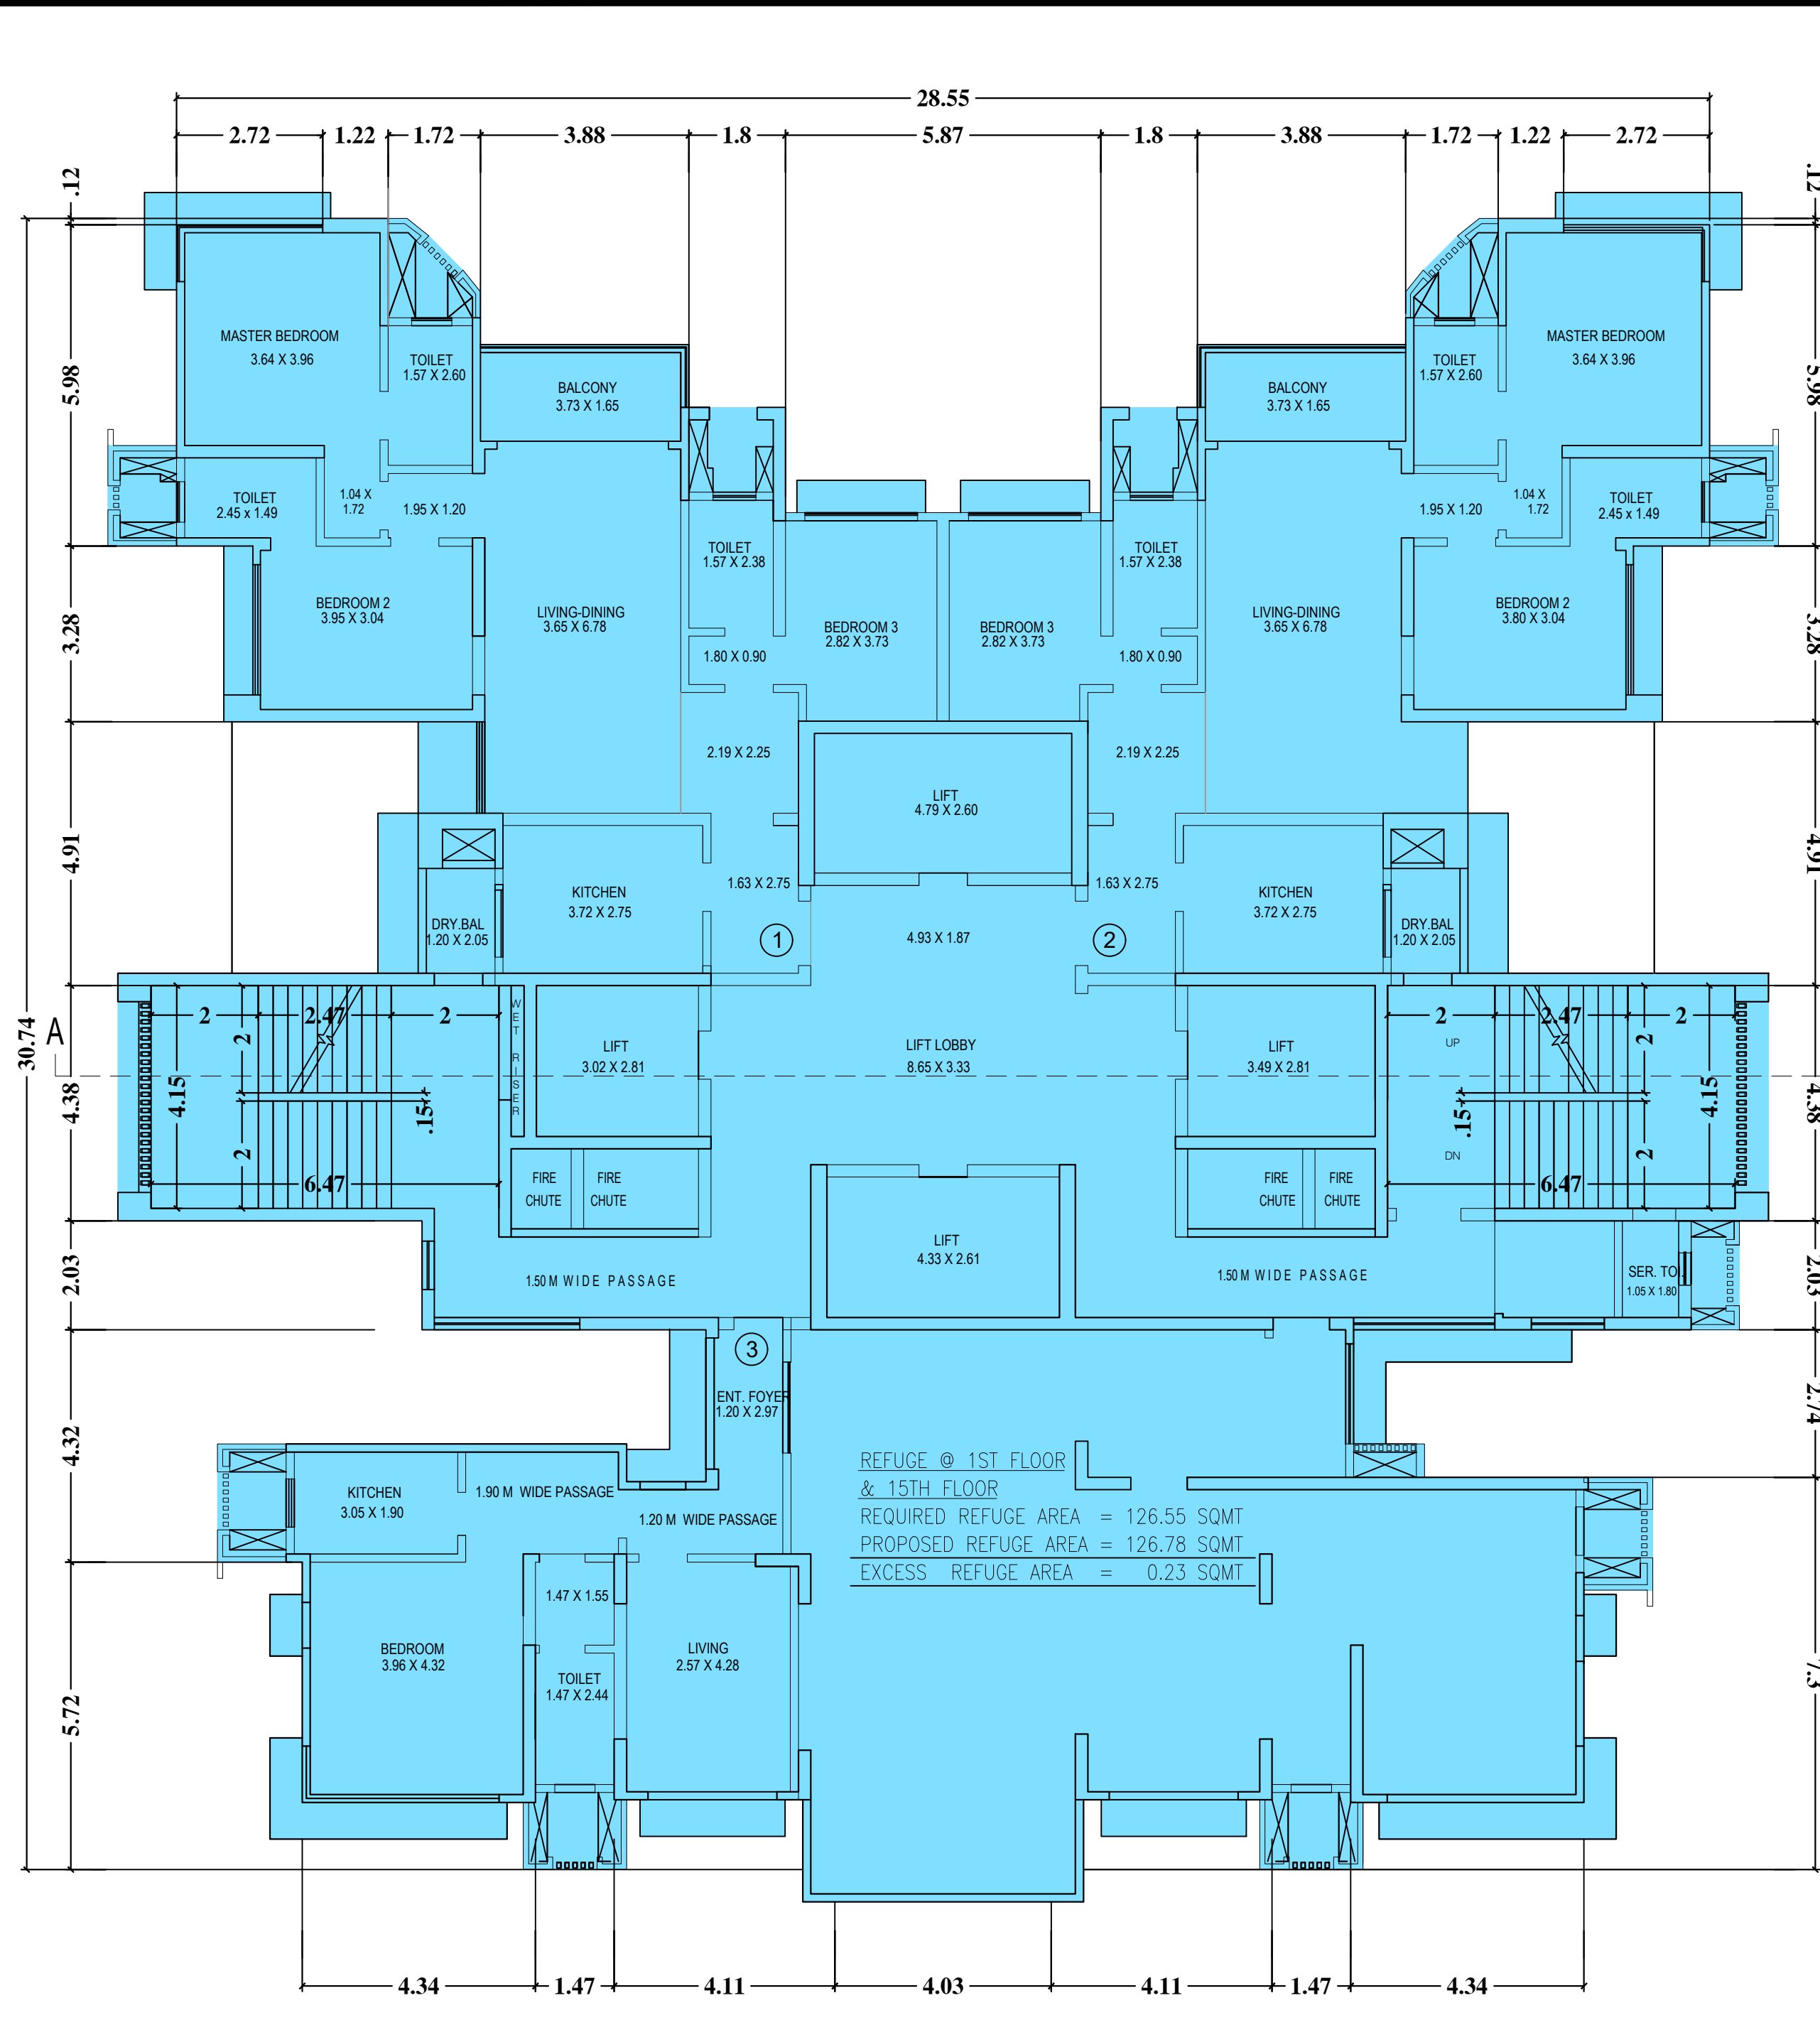 28.55
2.72 1.22 1.72 3.88 1.8 5.87 1.8 3.88 1.72 1.22 2.72
.12
.12
MASTER BEDROOM
3.64 X 3.96
TOILET
1.57 X 2.60
BALCONY
3.73 X 1.65
BALCONY
3.73 X 1.65
TOILET
1.57 X 2.60
MASTER BEDROOM
3.64 X 3.96
5.98
5.98
TOILET
2.45 x 1.49
1.04 X
1.72
1.95 X 1.20
1.95 X 1.20
1.04 X
1.72
TOILET
2.45 x 1.49
TOILET
1.57 X 2.38
TOILET
1.57 X 2.38
BEDROOM 2
3.95 X 3.04
LIVING-DINING
3.65 X 6.78
BEDROOM 3
2.82 X 3.73
BEDROOM 3
2.82 X 3.73
LIVING-DINING
3.65 X 6.78
BEDROOM 2
3.80 X 3.04
3.28
3.28
1.80 X 0.90
1.80 X 0.90
2.19 X 2.25
2.19 X 2.25
LIFT
4.79 X 2.60
4.91
4.91
KITCHEN
3.72 X 2.75
1.63 X 2.75
1.63 X 2.75
KITCHEN
3.72 X 2.75
DRY.BAL
1.20 X 2.05
1
4.93 X 1.87
2
DRY.BAL
1.20 X 2.05
30.74
A
2 2.47 2
2
4.15
.15
2
6.47
WET RISER
LIFT
3.02 X 2.81
LIFT LOBBY
8.65 X 3.33
LIFT
3.49 X 2.81
2 2.47 2
UP
2
4.15
.15
DN
2
6.47
4.38
4.38
FIRE
CHUTE
FIRE
CHUTE
FIRE
CHUTE
FIRE
CHUTE
LIFT
4.33 X 2.61
1.50 M WIDE PASSAGE
1.50 M WIDE PASSAGE
SER. TOI.
1.05 X 1.80
2.03
2.03
3
ENT. FOYER
1.20 X 2.97
2.74
4.32
REFUGE @ 1ST FLOOR
& 15TH FLOOR
REQUIRED REFUGE AREA = 126.55 SQMT
PROPOSED REFUGE AREA = 126.78 SQMT
EXCESS REFUGE AREA = 0.23 SQMT
KITCHEN
3.05 X 1.90
1.90 M WIDE PASSAGE
1.20 M WIDE PASSAGE
1.47 X 1.55
BEDROOM
3.96 X 4.32
LIVING
2.57 X 4.28
TOILET
1.47 X 2.44
5.72
7.3
4.34 1.47 4.11 4.03 4.11 1.47 4.34